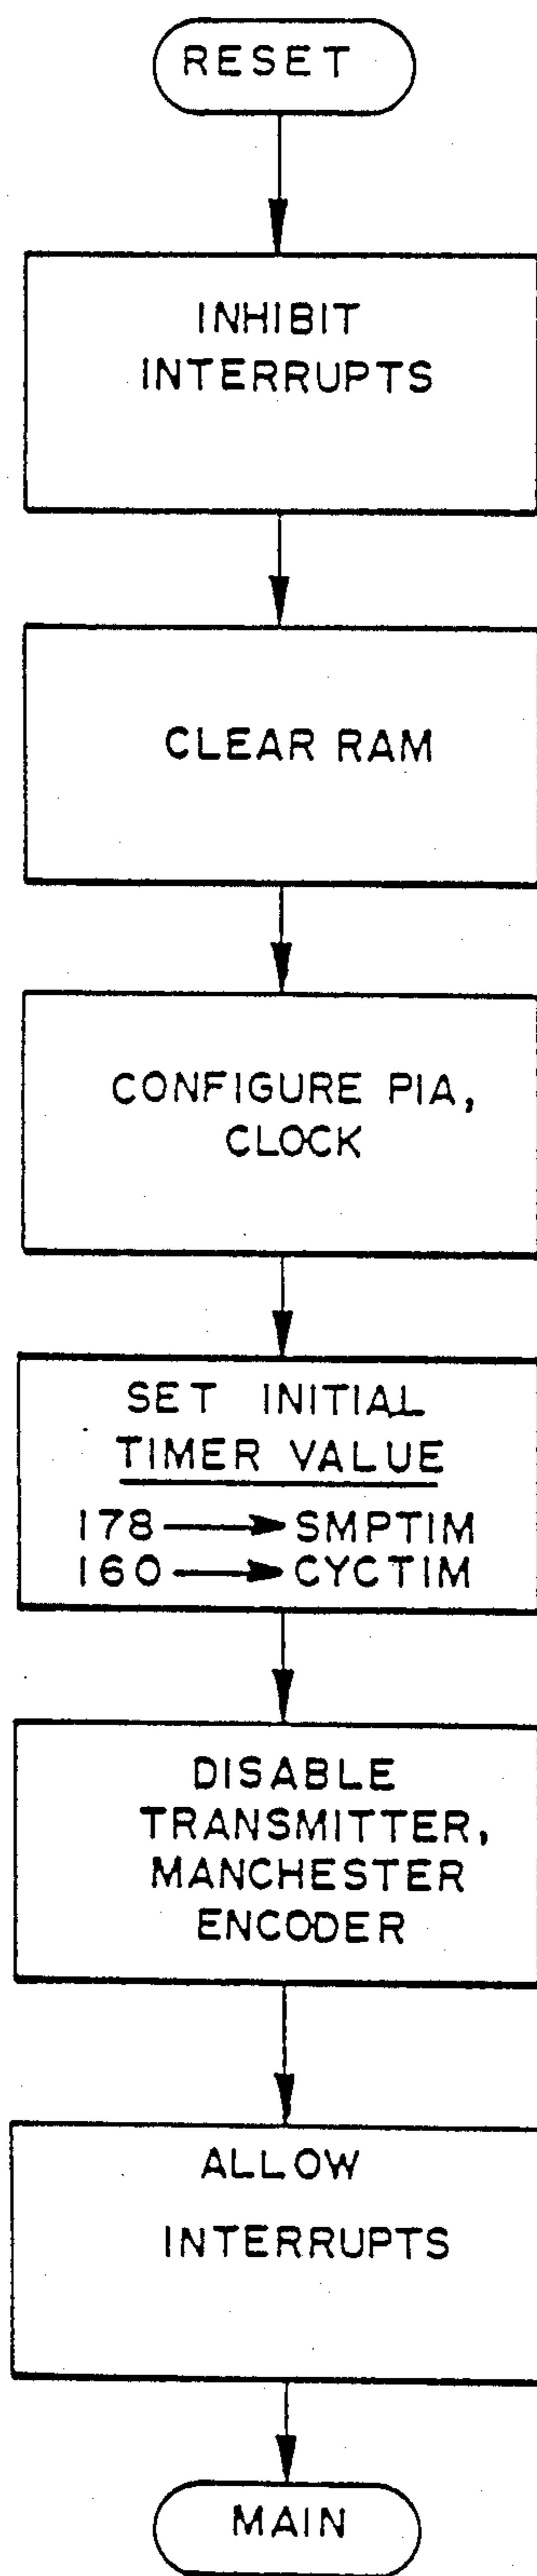 RESET
INHIBIT
INTERRUPTS
CLEAR RAM
CONFIGURE PIA,
CLOCK
SET INITIAL
TIMER VALUE
178 → SMPTIM
160 → CYCTIM
DISABLE
TRANSMITTER,
MANCHESTER
ENCODER
ALLOW
INTERRUPTS
MAIN